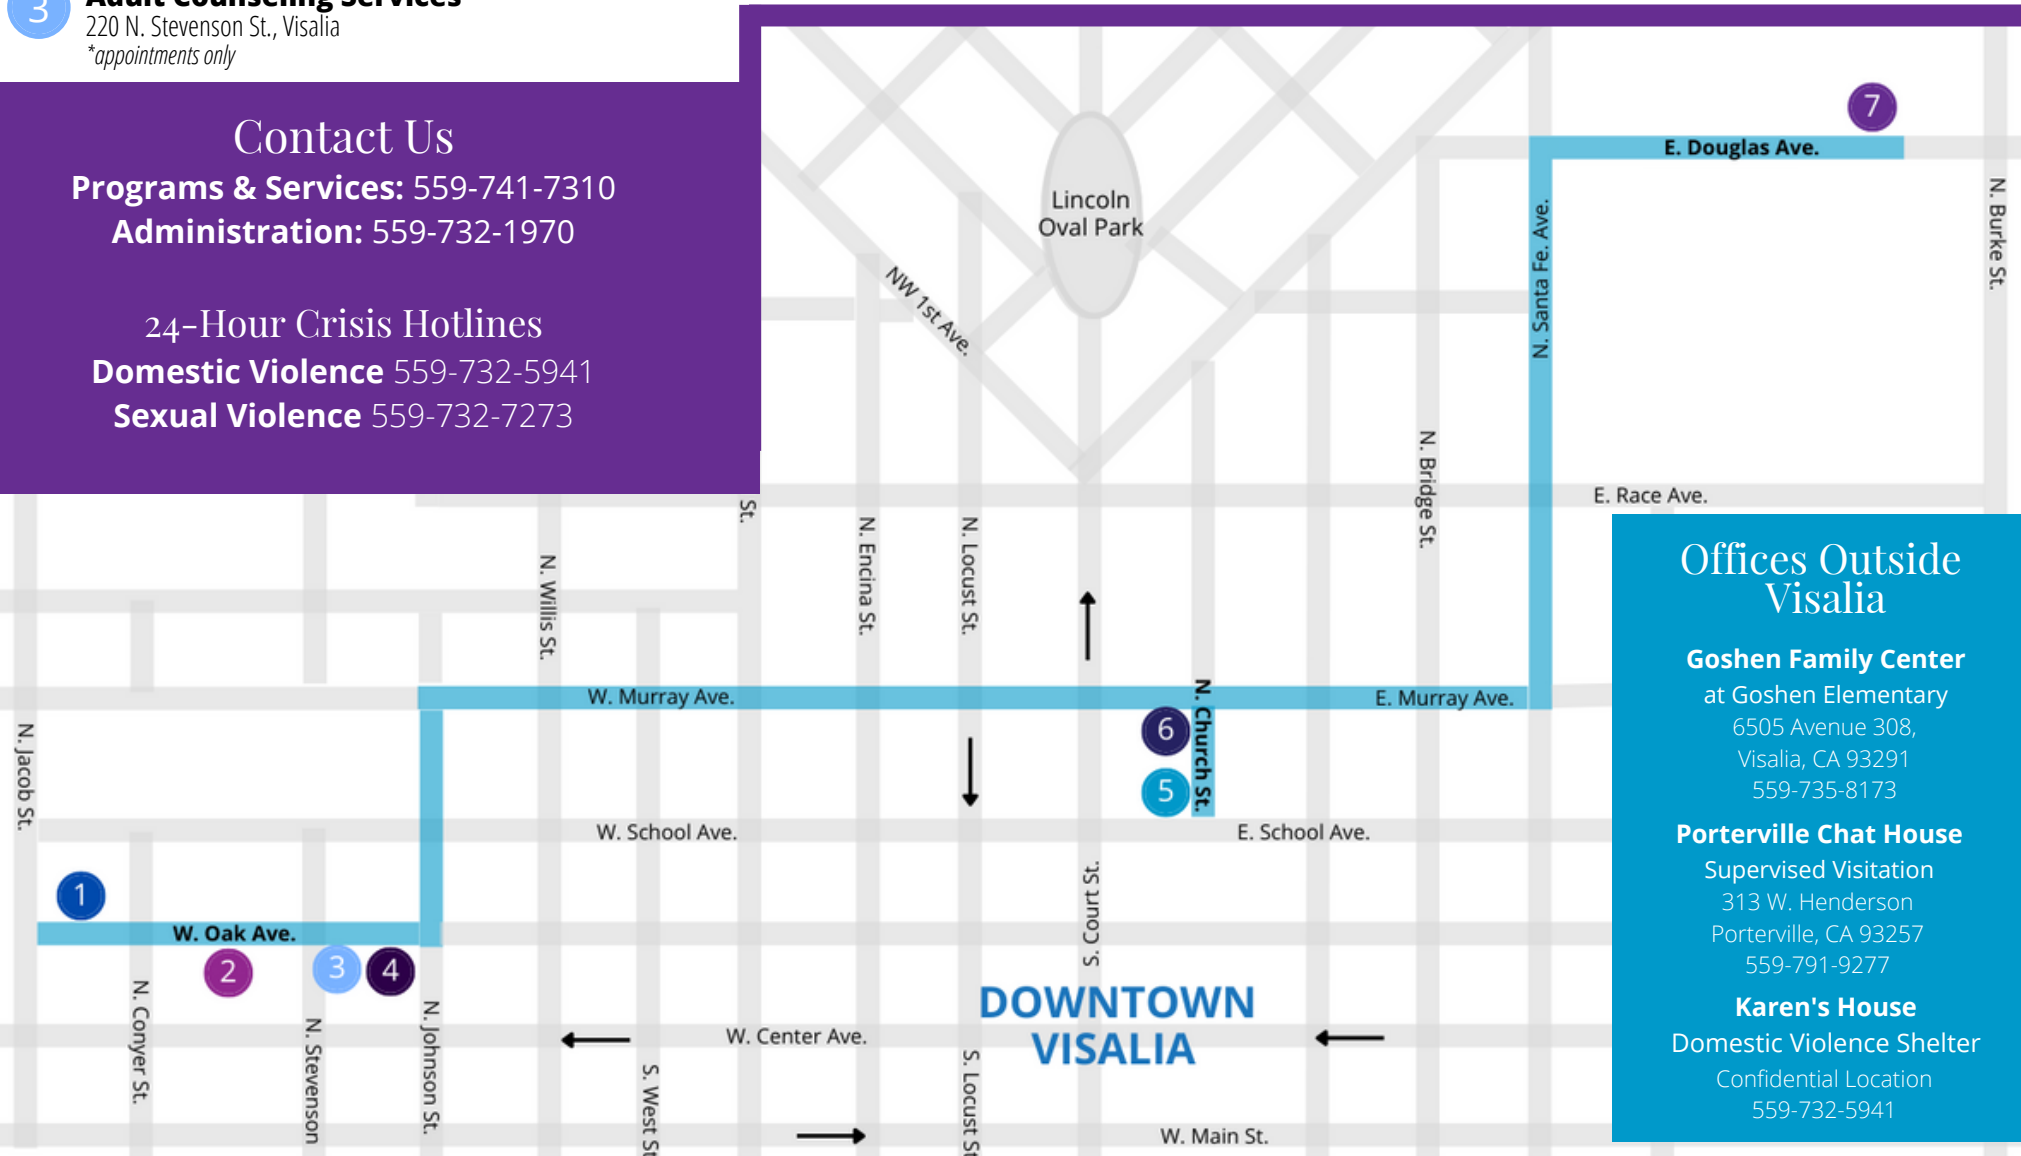 3
Adult Counseling Services
220 N. Stevenson St., Visalia
*appointments only
Contact Us
Programs & Services: 559-741-7310
Administration: 559-732-1970
24-Hour Crisis Hotlines
Domestic Violence 559-732-5941
Sexual Violence 559-732-7273
Lincoln
Oval Park
NW 1st Ave.
7
E. Douglas Ave.
N. Santa Fe. Ave.
N. Burke St.
N. Bridge St.
E. Race Ave.
St.
N. Encina St.
N. Locust St.
N. Willis St.
W. Murray Ave.
E. Murray Ave.
N. Church St.
6
5
N. Jacob St.
W. School Ave.
E. School Ave.
1
W. Oak Ave.
2
3
4
S. Court St.
N. Conyer St.
N. Stevenson
N. Johnson St.
DOWNTOWN
VISALIA
W. Center Ave.
S. West St
S. Locust St
W. Main St.
Offices Outside
Visalia
Goshen Family Center
at Goshen Elementary
6505 Avenue 308,
Visalia, CA 93291
559-735-8173
Porterville Chat House
Supervised Visitation
313 W. Henderson
Porterville, CA 93257
559-791-9277
Karen's House
Domestic Violence Shelter
Confidential Location
559-732-5941